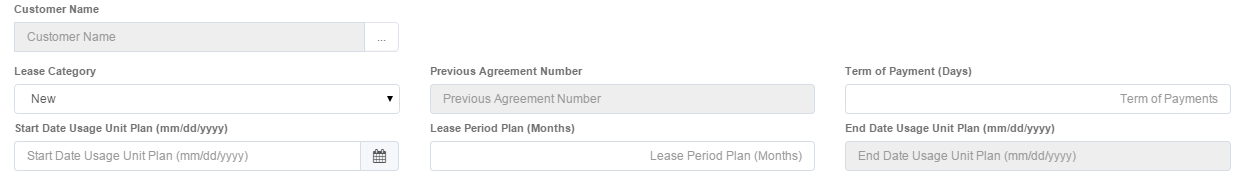 Customer Name
Customer Name ...
Lease Category Previous Agreement Number Term of Payment (Days)
New Previous Agreement Number Term of Payments
Start Date Usage Unit Plan (mm/dd/yyyy) Lease Period Plan (Months) End Date Usage Unit Plan (mm/dd/yyyy)
Start Date Usage Unit Plan (mm/dd/yyyy) Lease Period Plan (Months) End Date Usage Unit Plan (mm/dd/yyyy)